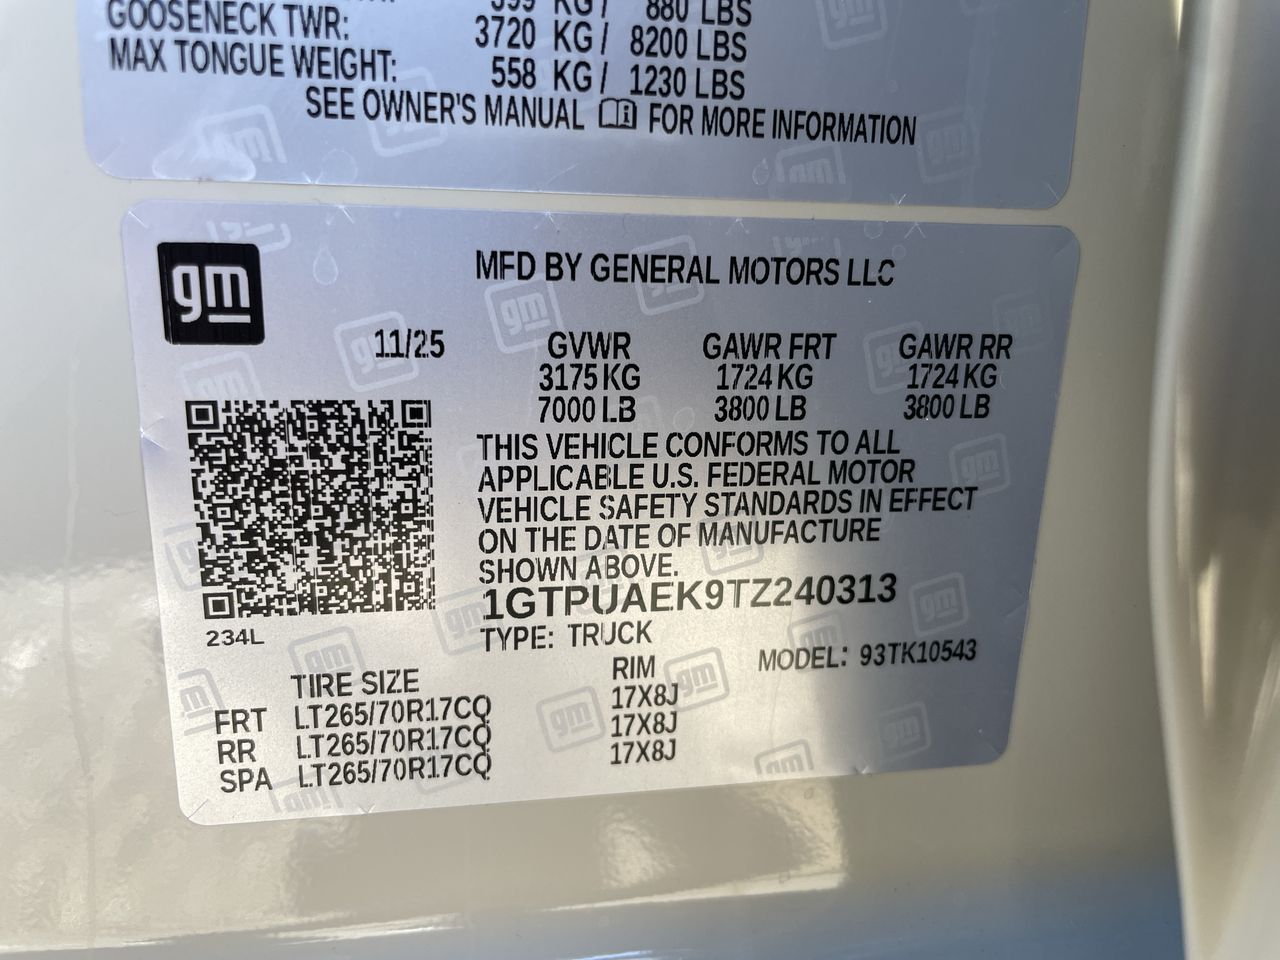 399 KG / 880 LBS
GOOSENECK TWR: 3720 KG / 8200 LBS
MAX TONGUE WEIGHT: 558 KG / 1230 LBS
SEE OWNER'S MANUAL FOR MORE INFORMATION
gm
MFD BY GENERAL MOTORS LLC
11/25 GVWR GAWR FRT GAWR RR
3175 KG 1724 KG 1724 KG
7000 LB 3800 LB 3800 LB
THIS VEHICLE CONFORMS TO ALL
APPLICABLE U.S. FEDERAL MOTOR
VEHICLE SAFETY STANDARDS IN EFFECT
ON THE DATE OF MANUFACTURE
SHOWN ABOVE.
1GTPUAEK9TZ240313
234L
TYPE: TRUCK MODEL: 93TK10543
TIRE SIZE RIM
FRT LT265/70R17CQ 17X8J
RR LT265/70R17CQ 17X8J
SPA LT265/70R17CQ 17X8J